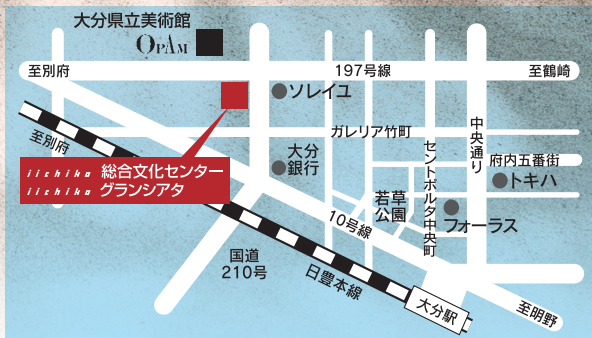 大分県立美術館
OPAM
至別府
197号線
至鶴崎
ソレイユ
ガレリア竹町
至別府
iichiko 総合文化センター
iichiko グランシアタ
大分
銀行
セントポルタ中央町
中央通り
府内五番街
トキハ
若草
公園
フォーラス
10号線
国道
210号
日豊本線
大分駅
至明野